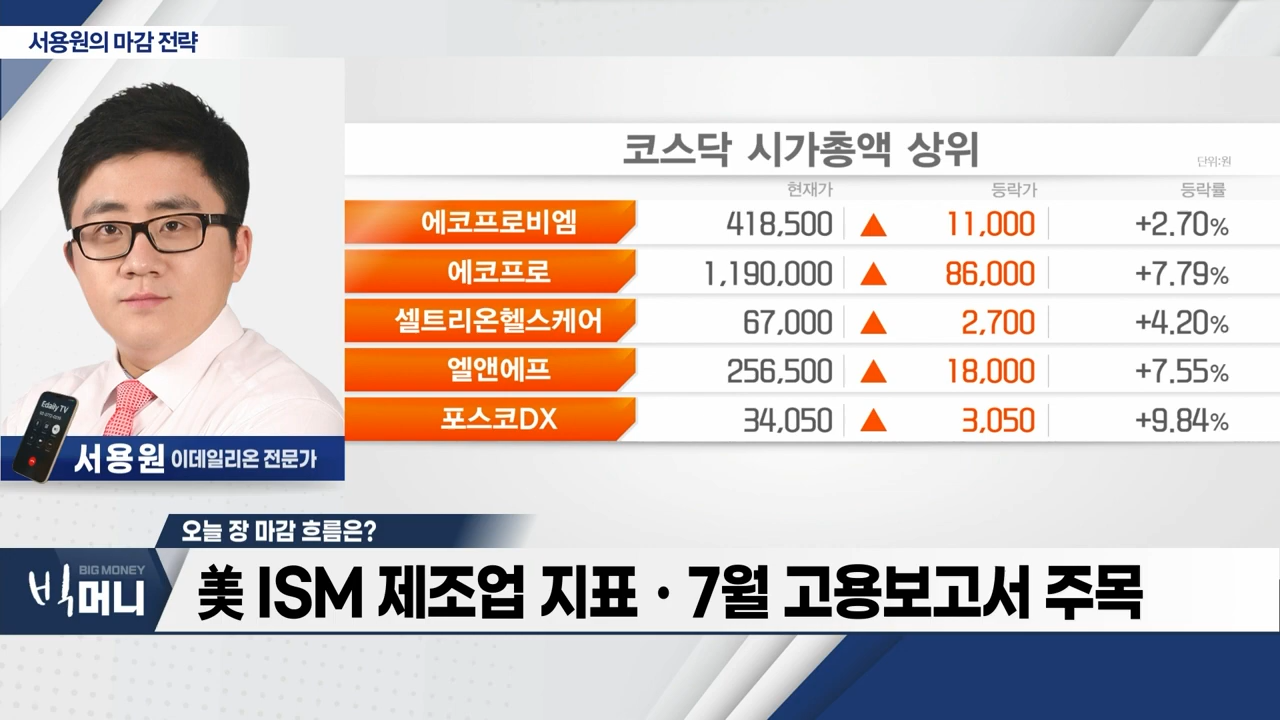 서용원의 마감 전략
코스닥 시가총액 상위
단위:원
현재가 등락가 등락률
에코프로비엠 418,500 ▲ 11,000 +2.70%
에코프로 1,190,000 ▲ 86,000 +7.79%
셀트리온헬스케어 67,000 ▲ 2,700 +4.20%
엘앤에프 256,500 ▲ 18,000 +7.55%
포스코DX 34,050 ▲ 3,050 +9.84%
Edaily TV
서용원 이데일리온 전문가
오늘 장 마감 흐름은?
BIG MONEY
빅머니
美 ISM 제조업 지표·7월 고용보고서 주목